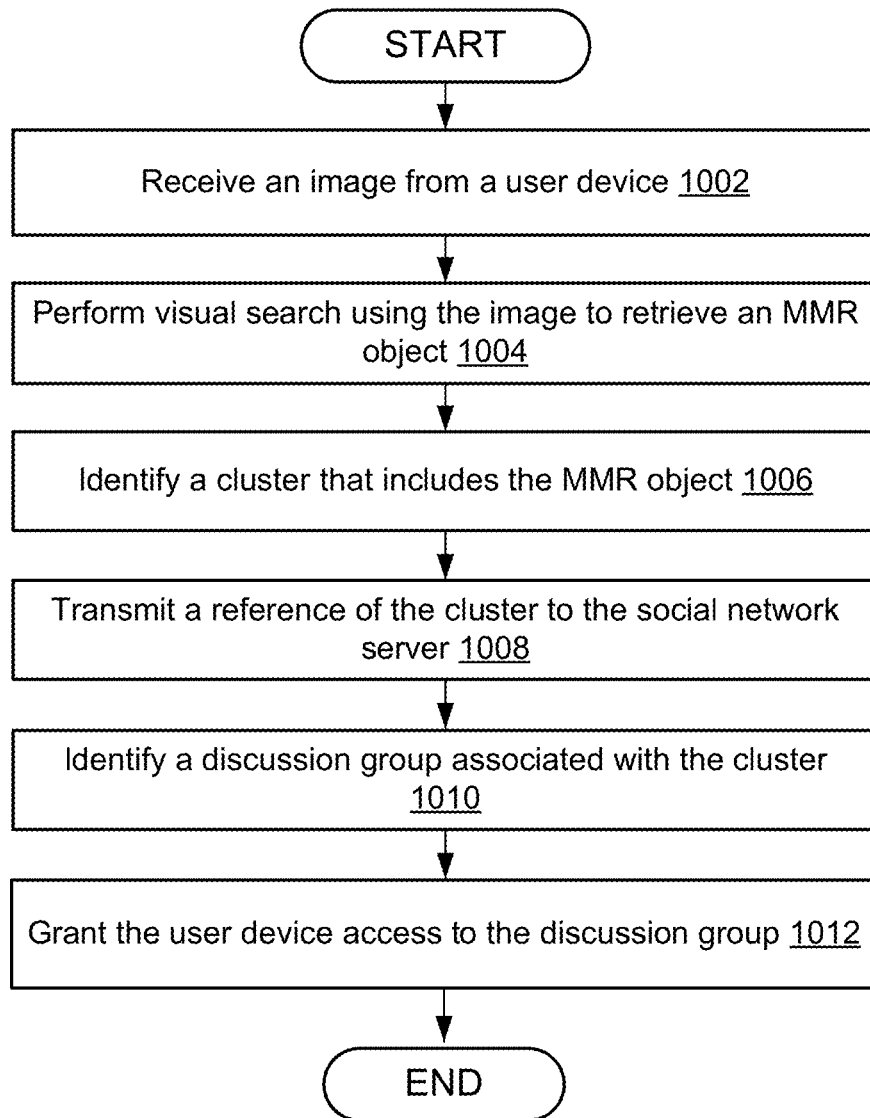 START
Receive an image from a user device 1002
Perform visual search using the image to retrieve an MMR
object 1004
Identify a cluster that includes the MMR object 1006
Transmit a reference of the cluster to the social network
server 1008
Identify a discussion group associated with the cluster
1010
Grant the user device access to the discussion group 1012
END